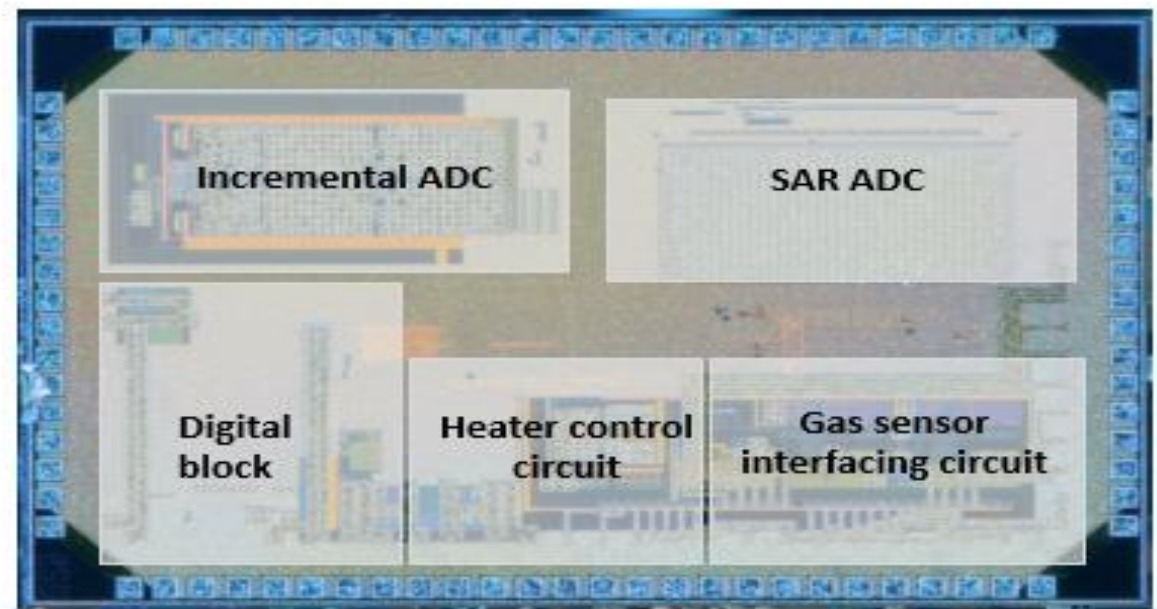 Incremental ADC
SAR ADC
Digital
block
Heater control
circuit
Gas sensor
interfacing circuit